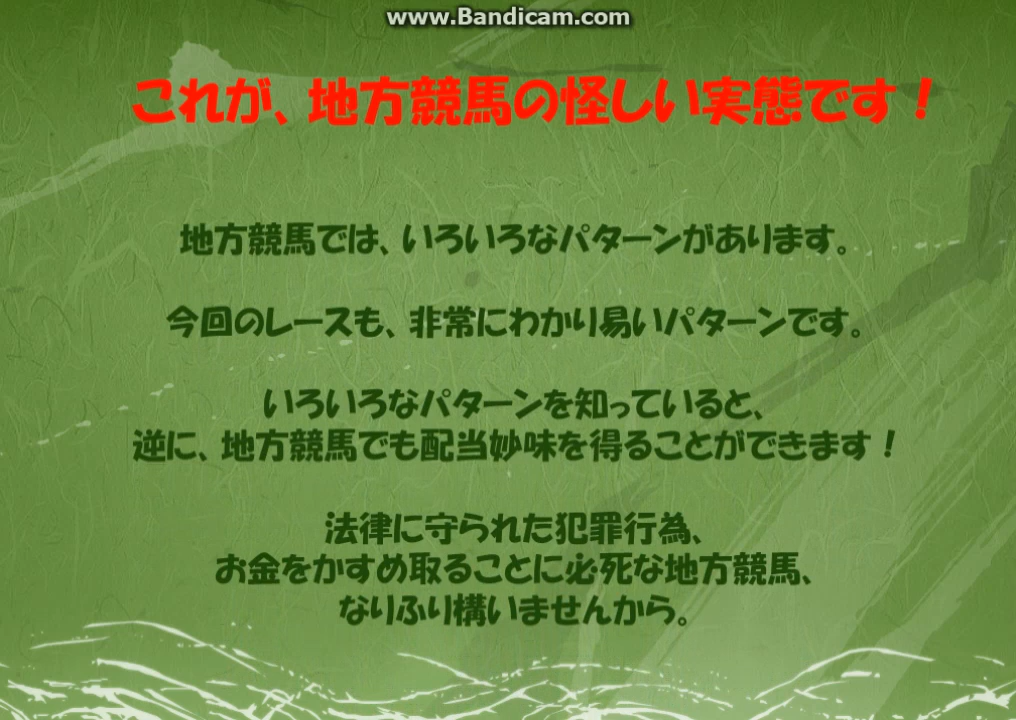 www.Bandicam.com
これが、地方競馬の怪しい実態です！
地方競馬では、いろいろなパターンがあります。
今回のレースも、非常にわかり易いパターンです。
いろいろなパターンを知っていると、
逆に、地方競馬でも配当妙味を得ることができます！
法律に守られた犯罪行為、
お金をかすめ取ることに必死な地方競馬、
なりふり構いませんから。